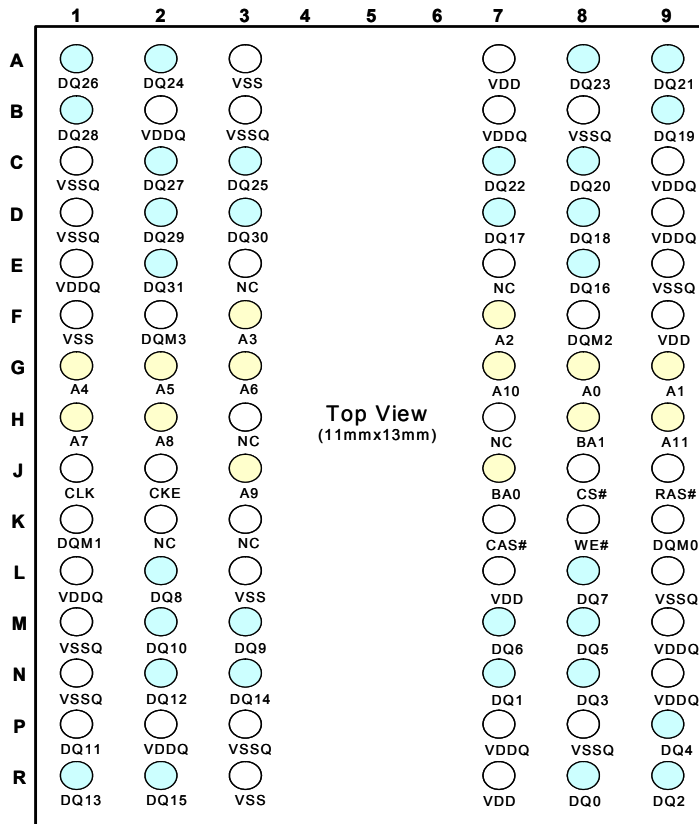 1 2 3 4 5 6 7 8 9
A
DQ26 DQ24 VSS VDD DQ23 DQ21
B
DQ28 VDDQ VSSQ VDDQ VSSQ DQ19
C
VSSQ DQ27 DQ25 DQ22 DQ20 VDDQ
D
VSSQ DQ29 DQ30 DQ17 DQ18 VDDQ
E
VDDQ DQ31 NC NC DQ16 VSSQ
F
VSS DQM3 A3 A2 DQM2 VDD
G
A4 A5 A6 A10 A0 A1
H
Top View
(11mmx13mm)
A7 A8 NC NC BA1 A11
J
CLK CKE A9 BA0 CS# RAS#
K
DQM1 NC NC CAS# WE# DQM0
L
VDDQ DQ8 VSS VDD DQ7 VSSQ
M
VSSQ DQ10 DQ9 DQ6 DQ5 VDDQ
N
VSSQ DQ12 DQ14 DQ1 DQ3 VDDQ
P
DQ11 VDDQ VSSQ VDDQ VSSQ DQ4
R
DQ13 DQ15 VSS VDD DQ0 DQ2